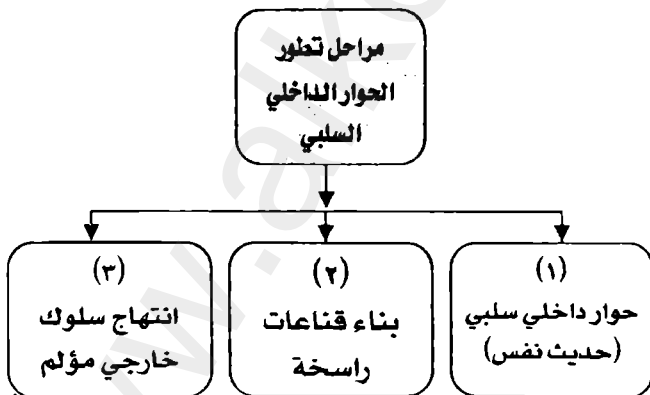 مراحل تطور
الحوار الداخلي
السلبي
(١)
حوار داخلي سلبي
(حديث نفس)
(٢)
بناء قناعات
راسخة
(٣)
انتهاج سلوك
خارجي مؤلم